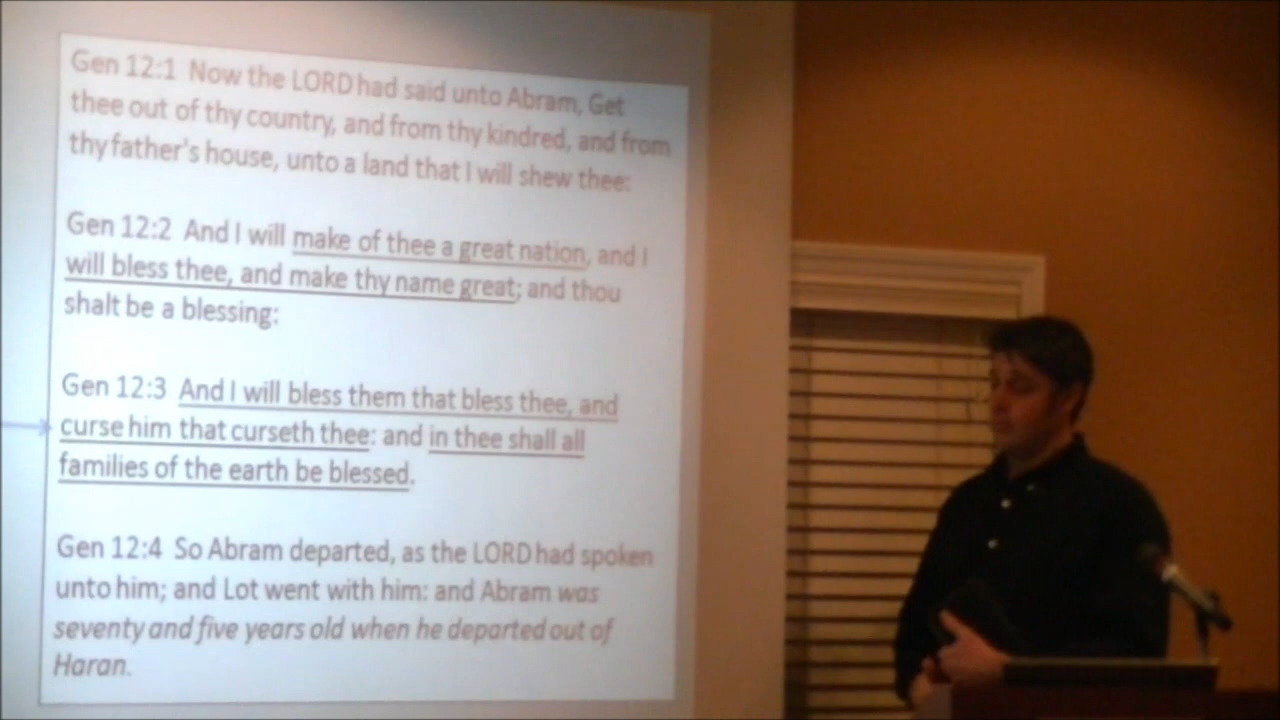 Gen 12:1 Now the LORD had said unto Abram, Get
thee out of thy country, and from thy kindred, and from
thy father's house, unto a land that I will shew thee:
Gen 12:2 And I will make of thee a great nation, and I
will bless thee, and make thy name great; and thou
shalt be a blessing:
Gen 12:3 And I will bless them that bless thee, and
curse him that curseth thee: and in thee shall all
families of the earth be blessed.
Gen 12:4 So Abram departed, as the LORD had spoken
unto him; and Lot went with him: and Abram was
seventy and five years old when he departed out of
Haran.